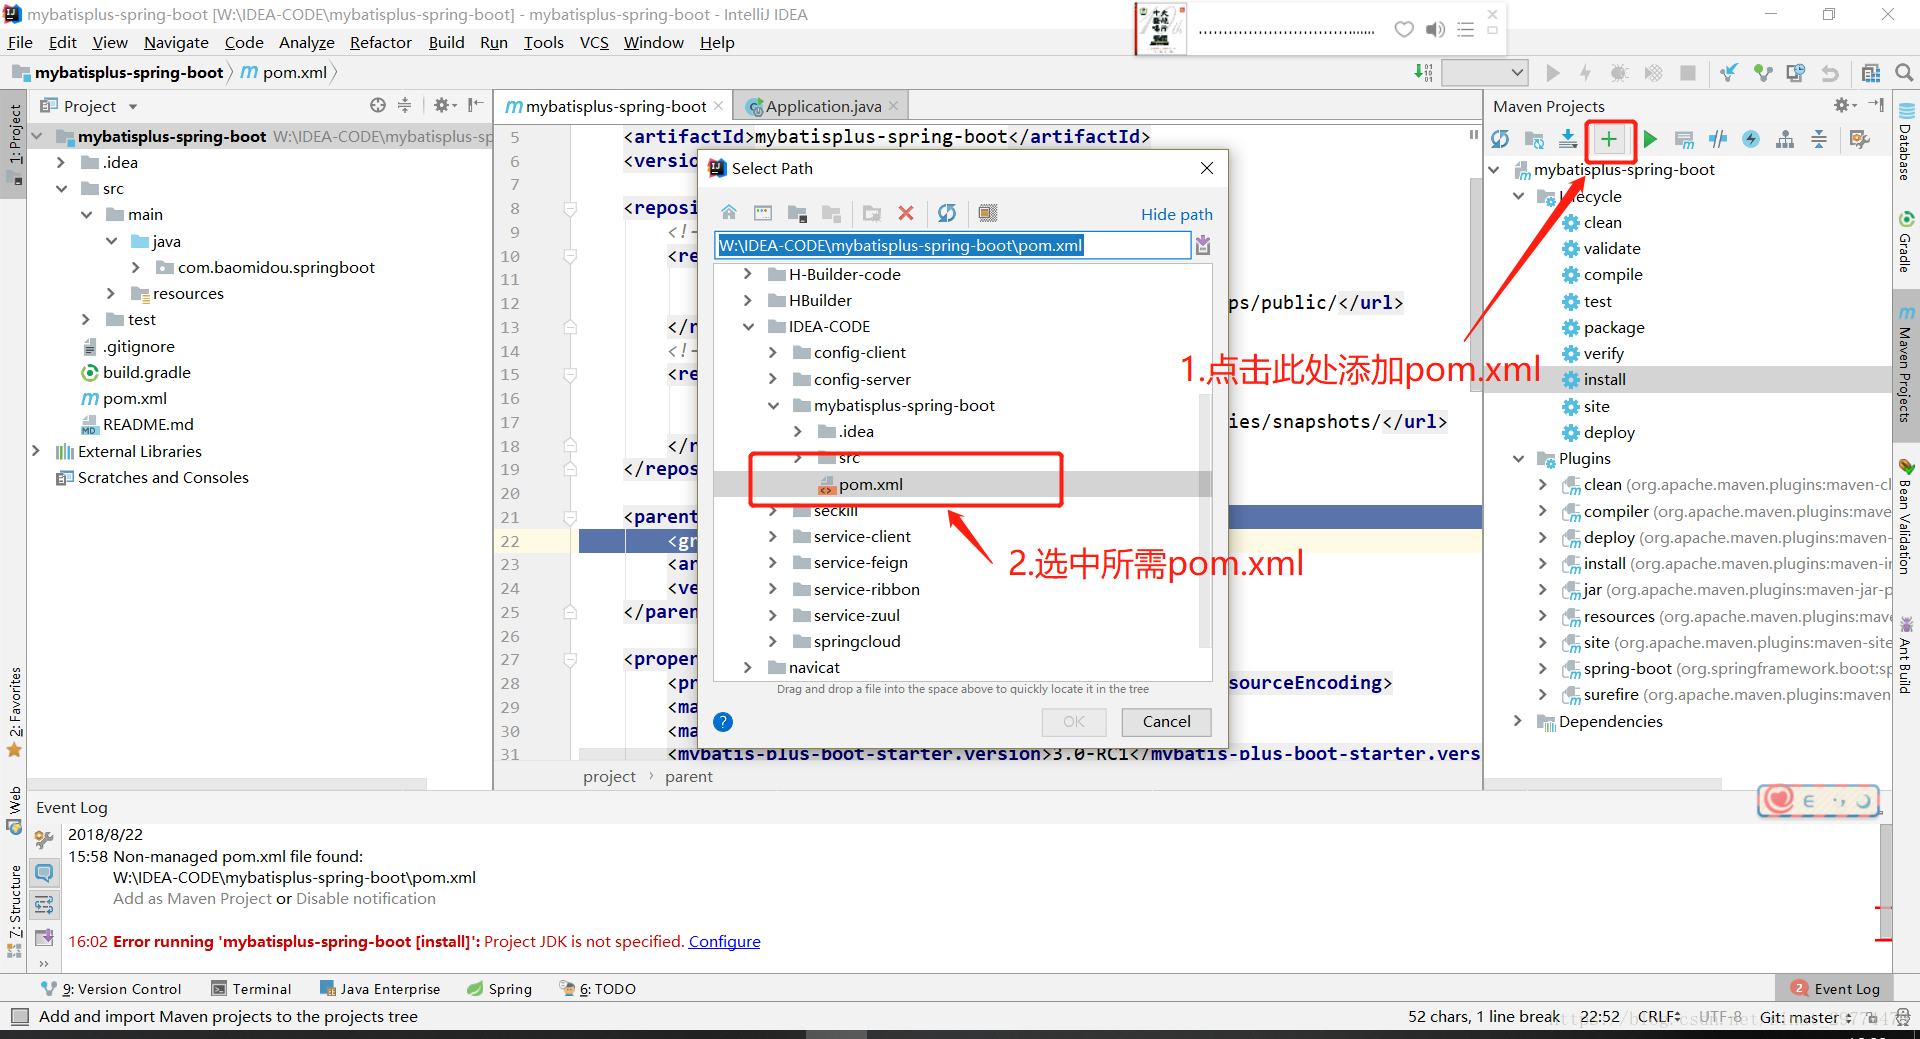 mybatisplus-spring-boot [W:\IDEA-CODE\mybatisplus-spring-boot] - mybatisplus-spring-boot - IntelliJ IDEA
File Edit View Navigate Code Analyze Refactor Build Run Tools VCS Window Help
mybatisplus-spring-boot pom.xml
Project
mybatisplus-spring-boot W:\IDEA-CODE\mybatisplus-sp
.idea
src
main
java
com.baomidou.springboot
resources
test
.gitignore
build.gradle
pom.xml
README.md
External Libraries
Scratches and Consoles
1: Project
2: Favorites
Web
7: Structure
mybatisplus-spring-boot Application.java
5 <artifactId>mybatisplus-spring-boot</artifactId>
6 <versio
7
8 <reposi
9 <!-
10 <re
11
12 ps/public/</url>
13 </r
14 <!-
15 <re
16
17 ies/snapshots/</url>
18 </r
19 </repos
20
21 <parent
22 <gr
23 <ar
24 <ve
25 </paren
26
27 <proper
28 <pr sourceEncoding>
29 <ma
30 <ma
31 <mybatis-plus-boot-starter.version>3.0-RC1</mybatis-plus-boot-starter.vers
project › parent
Select Path
Hide path
W:\IDEA-CODE\mybatisplus-spring-boot\pom.xml
H-Builder-code
HBuilder
IDEA-CODE
config-client
config-server
mybatisplus-spring-boot
.idea
src
pom.xml
seckill
service-client
service-feign
service-ribbon
service-zuul
springcloud
navicat
Drag and drop a file into the space above to quickly locate it in the tree
? OK Cancel
1.点击此处添加pom.xml
2.选中所需pom.xml
Maven Projects
mybatisplus-spring-boot
Lifecycle
clean
validate
compile
test
package
verify
install
site
deploy
Plugins
clean (org.apache.maven.plugins:maven-cl
compiler (org.apache.maven.plugins:mave
deploy (org.apache.maven.plugins:maven-
install (org.apache.maven.plugins:maven-in
jar (org.apache.maven.plugins:maven-jar-p
resources (org.apache.maven.plugins:mave
site (org.apache.maven.plugins:maven-site
spring-boot (org.springframework.boot:sp
surefire (org.apache.maven.plugins:maven
Dependencies
Database
Gradle
Maven Projects
Bean Validation
Ant Build
Event Log
2018/8/22
15:58 Non-managed pom.xml file found:
W:\IDEA-CODE\mybatisplus-spring-boot\pom.xml
Add as Maven Project or Disable notification
16:02 Error running 'mybatisplus-spring-boot [install]': Project JDK is not specified. Configure
9: Version Control Terminal Java Enterprise Spring 6: TODO 2 Event Log
Add and import Maven projects to the projects tree 52 chars, 1 line break 22:52 CRLF UTF-8 Git: master